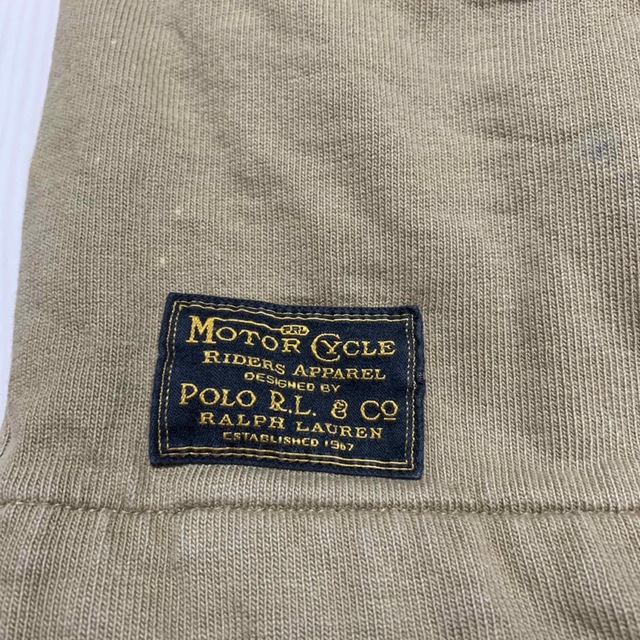 PRL
MOTOR CYCLE
RIDERS APPAREL
DESIGNED BY
POLO R.L. & CO
RALPH LAUREN
ESTABLISHED 1967